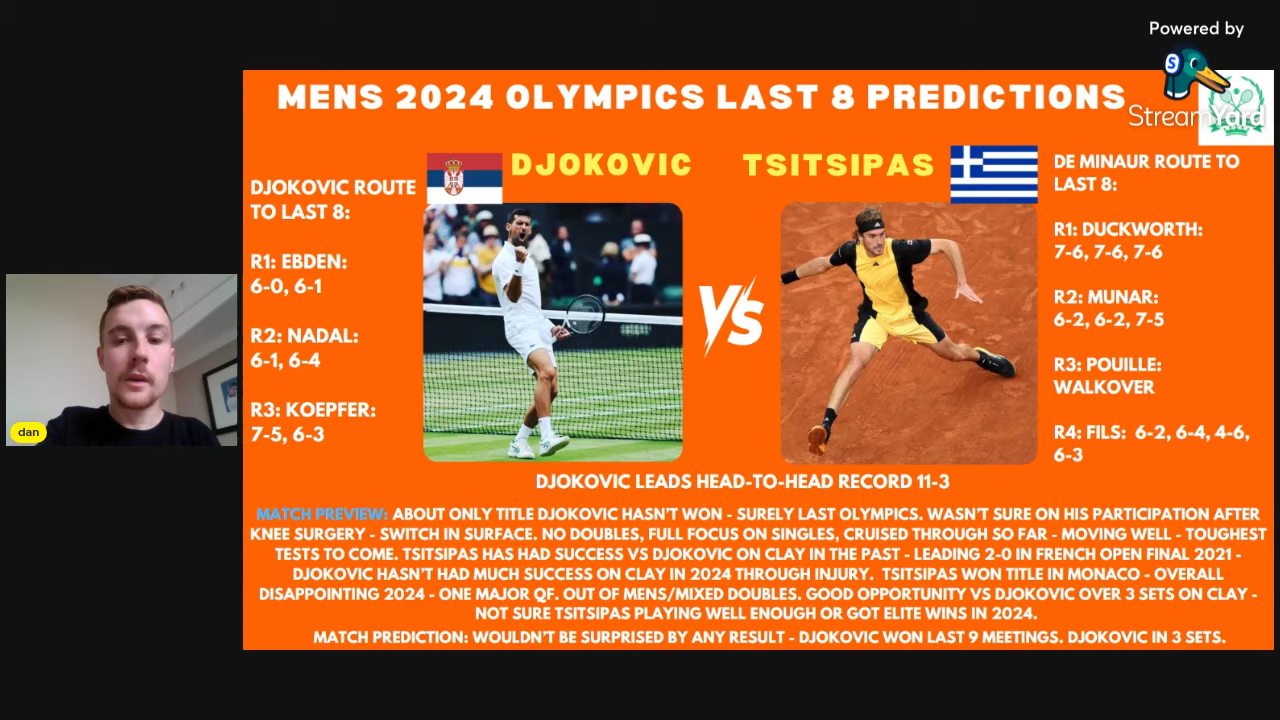 Powered by
S
StreamYard
MENS 2024 OLYMPICS LAST 8 PREDICTIONS
DJOKOVIC
TSITSIPAS
DJOKOVIC ROUTE
TO LAST 8:
R1: EBDEN:
6-0, 6-1
R2: NADAL:
6-1, 6-4
R3: KOEPFER:
7-5, 6-3
VS
DE MINAUR ROUTE TO
LAST 8:
R1: DUCKWORTH:
7-6, 7-6, 7-6
R2: MUNAR:
6-2, 6-2, 7-5
R3: POUILLE:
WALKOVER
R4: FILS: 6-2, 6-4, 4-6,
6-3
dan
DJOKOVIC LEADS HEAD-TO-HEAD RECORD 11-3
MATCH PREVIEW: ABOUT ONLY TITLE DJOKOVIC HASN'T WON - SURELY LAST OLYMPICS. WASN'T SURE ON HIS PARTICIPATION AFTER
KNEE SURGERY - SWITCH IN SURFACE. NO DOUBLES, FULL FOCUS ON SINGLES, CRUISED THROUGH SO FAR - MOVING WELL - TOUGHEST
TESTS TO COME. TSITSIPAS HAS HAD SUCCESS VS DJOKOVIC ON CLAY IN THE PAST - LEADING 2-0 IN FRENCH OPEN FINAL 2021 -
DJOKOVIC HASN'T HAD MUCH SUCCESS ON CLAY IN 2024 THROUGH INJURY. TSITSIPAS WON TITLE IN MONACO - OVERALL
DISAPPOINTING 2024 - ONE MAJOR QF. OUT OF MENS/MIXED DOUBLES. GOOD OPPORTUNITY VS DJOKOVIC OVER 3 SETS ON CLAY -
NOT SURE TSITSIPAS PLAYING WELL ENOUGH OR GOT ELITE WINS IN 2024.
MATCH PREDICTION: WOULDN'T BE SURPRISED BY ANY RESULT - DJOKOVIC WON LAST 9 MEETINGS. DJOKOVIC IN 3 SETS.